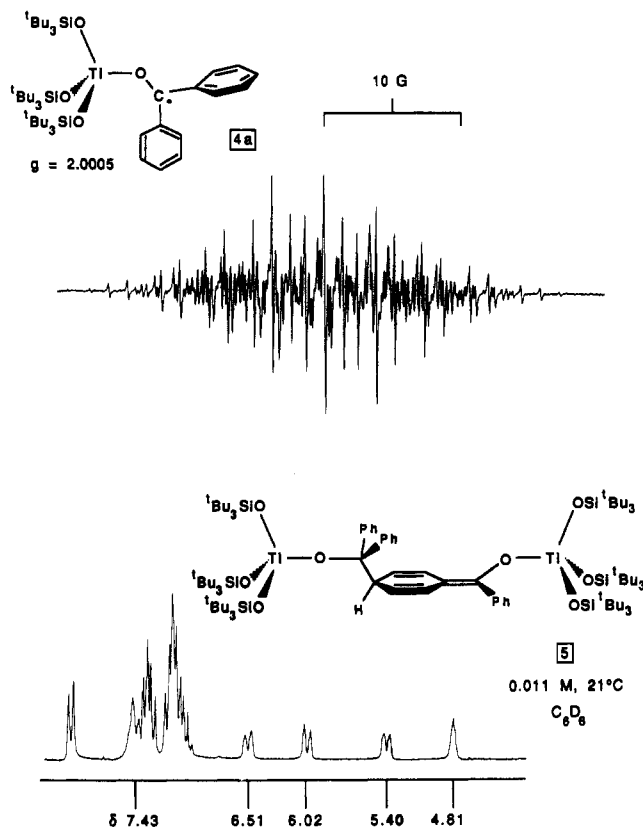 ᵗBu₃SiO
Ti
O
C•
ᵗBu₃SiO
ᵗBu₃SiO
4a
g = 2.0005
10 G
ᵗBu₃SiO
Ph
Ph
OSiᵗBu₃
Ti
O
O
Ti
ᵗBu₃SiO
ᵗBu₃SiO
H
Ph
OSiᵗBu₃
OSiᵗBu₃
5
0.011 M, 21°C
C₆D₆
δ 7.43
6.51
6.02
5.40
4.81